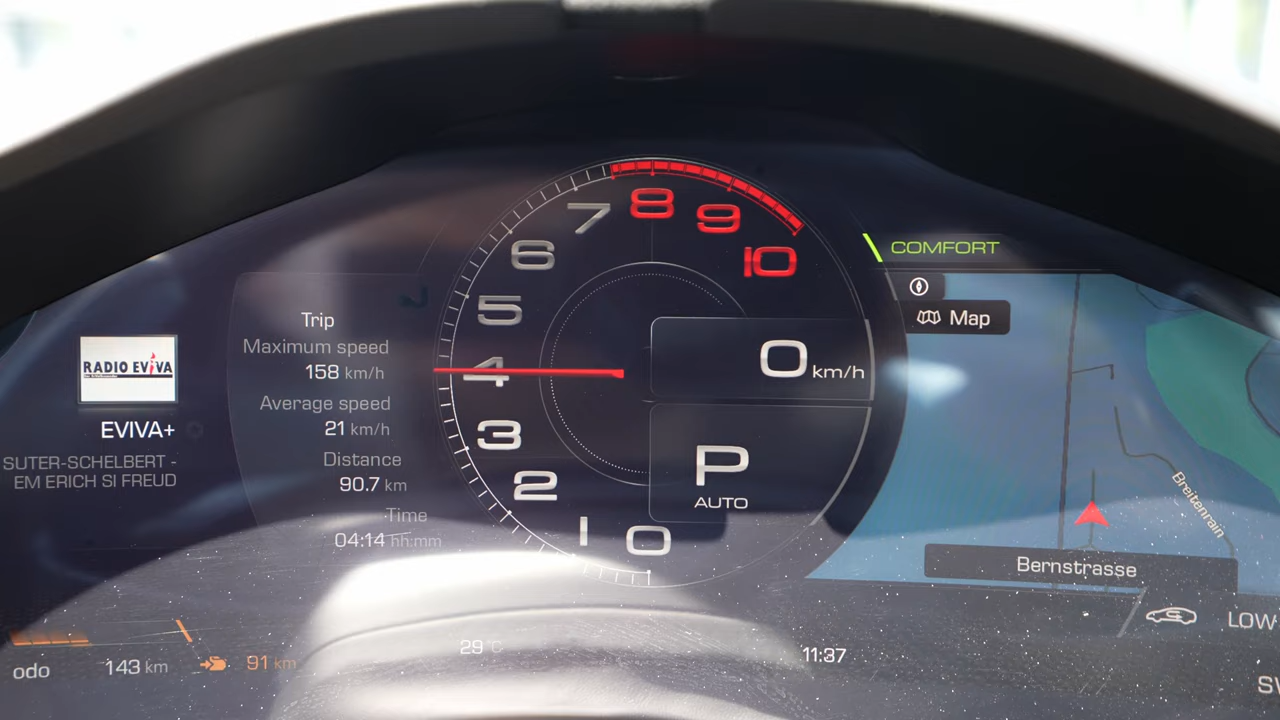 7
8
9
10
6
5
4
3
2
1
0
COMFORT
Map
Trip
Maximum speed
158 km/h
Average speed
21 km/h
Distance
90.7 km
Time
04:14 hh:mm
RADIO EVIVA
EVIVA+
SUTER-SCHELBERT -
EM ERICH SI FREUD
0 km/h
P
AUTO
Breitenrain
Bernstrasse
LOW
odo 143 km
91 km
29°C
11:37